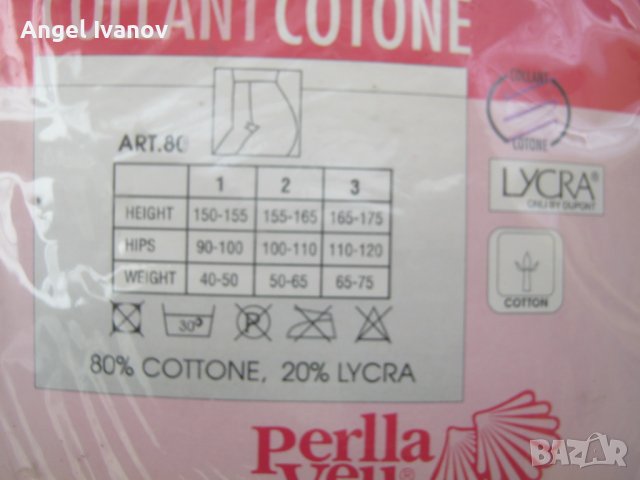 Angel Ivanov
COLLANT COTONE
COLLANT
COTONE
ART.80
1 2 3
HEIGHT 150-155 155-165 165-175
HIPS 90-100 100-110 110-120
WEIGHT 40-50 50-65 65-75
LYCRA®
ONLY BY DUPONT
COTTON
30°
P
80% COTTONE, 20% LYCRA
Perlla
Vell®
BAZAR